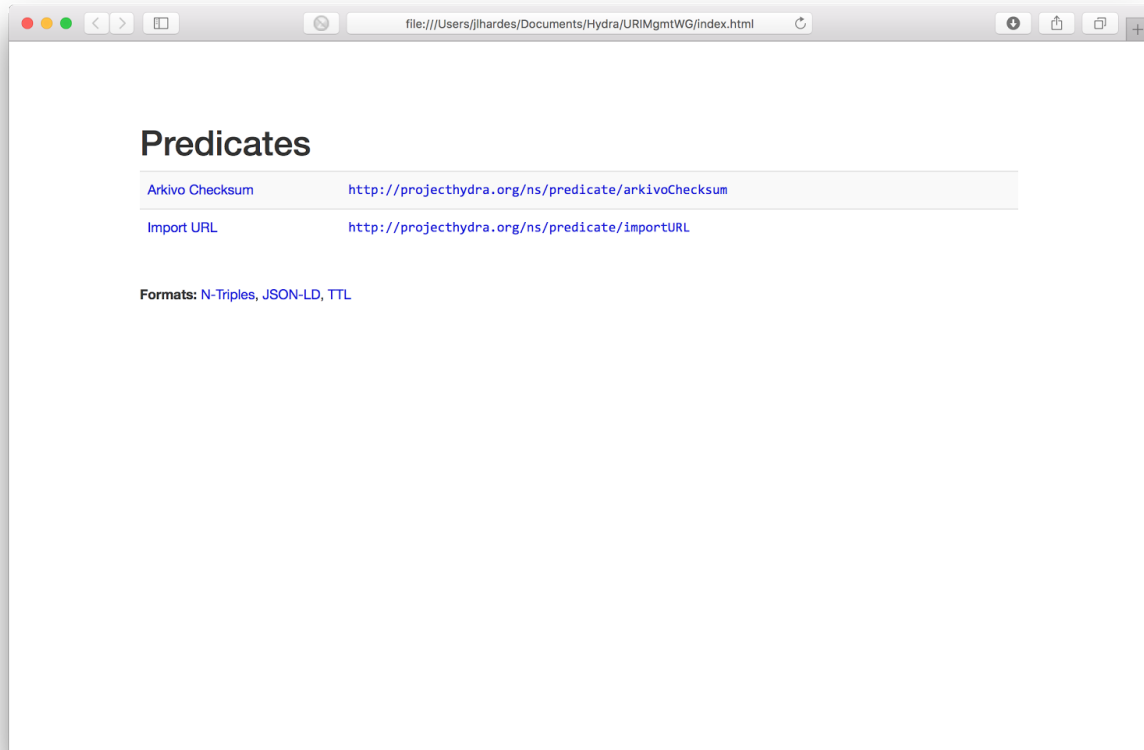 file:///Users/jlhardes/Documents/Hydra/URIMgmtWG/index.html
Predicates
Arkivo Checksum http://projecthydra.org/ns/predicate/arkivoChecksum
Import URL http://projecthydra.org/ns/predicate/importURL
Formats: N-Triples, JSON-LD, TTL